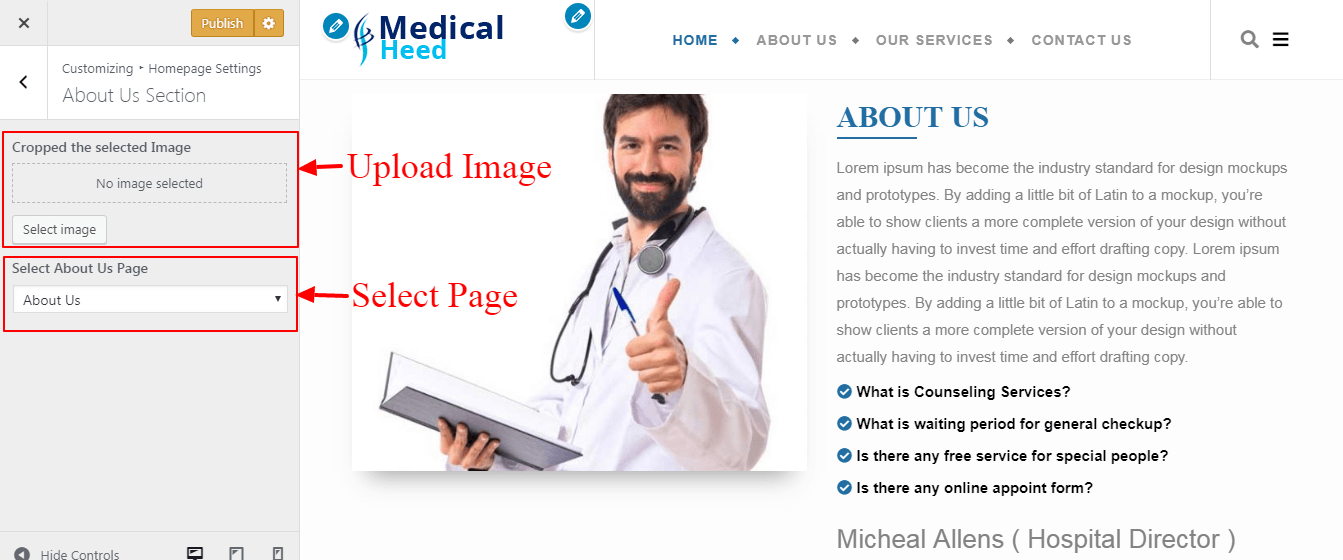 Publish
Customizing ‣ Homepage Settings
About Us Section
Cropped the selected Image
No image selected
Select image
Select About Us Page
About Us
Hide Controls
Upload Image
Select Page
Medical
Heed
HOME
ABOUT US
OUR SERVICES
CONTACT US
ABOUT US
Lorem ipsum has become the industry standard for design mockups
and prototypes. By adding a little bit of Latin to a mockup, you’re
able to show clients a more complete version of your design without
actually having to invest time and effort drafting copy. Lorem ipsum
has become the industry standard for design mockups and
prototypes. By adding a little bit of Latin to a mockup, you’re able to
show clients a more complete version of your design without
actually having to invest time and effort drafting copy.
What is Counseling Services?
What is waiting period for general checkup?
Is there any free service for special people?
Is there any online appoint form?
Micheal Allens ( Hospital Director )